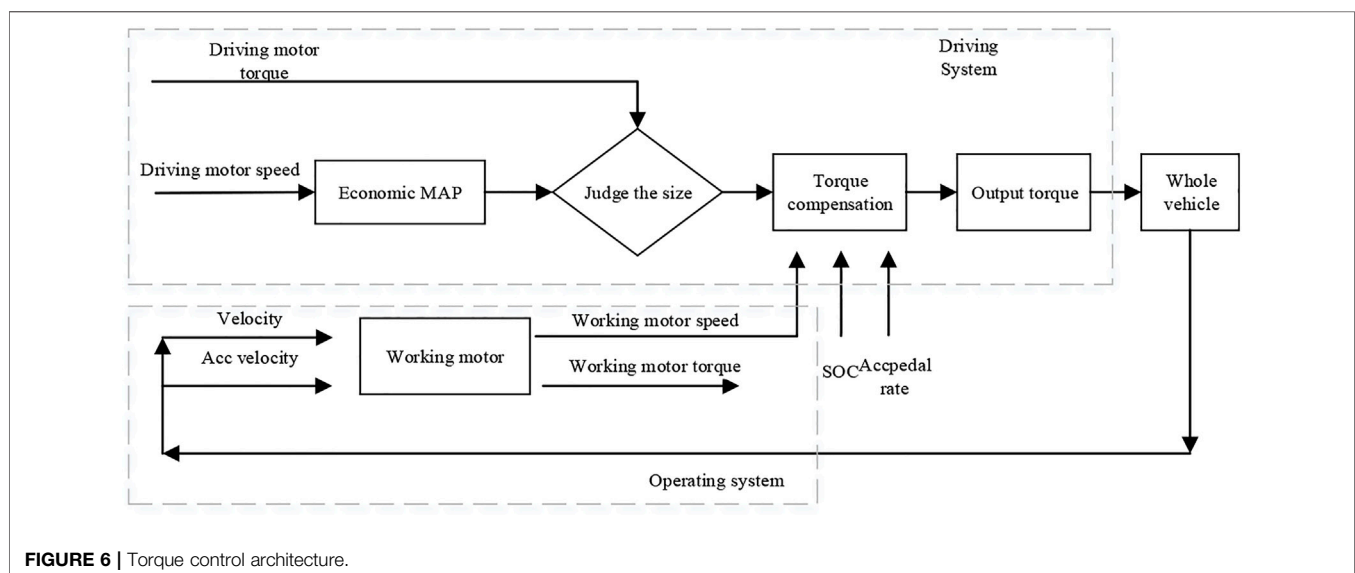 Driving motor
torque
Driving
System
Driving motor speed
Economic MAP
Judge the size
Torque
compensation
Output torque
Whole
vehicle
Velocity
Acc velocity
Working motor
Working motor speed
Working motor torque
SOC
Accpedal
rate
Operating system
FIGURE 6 | Torque control architecture.